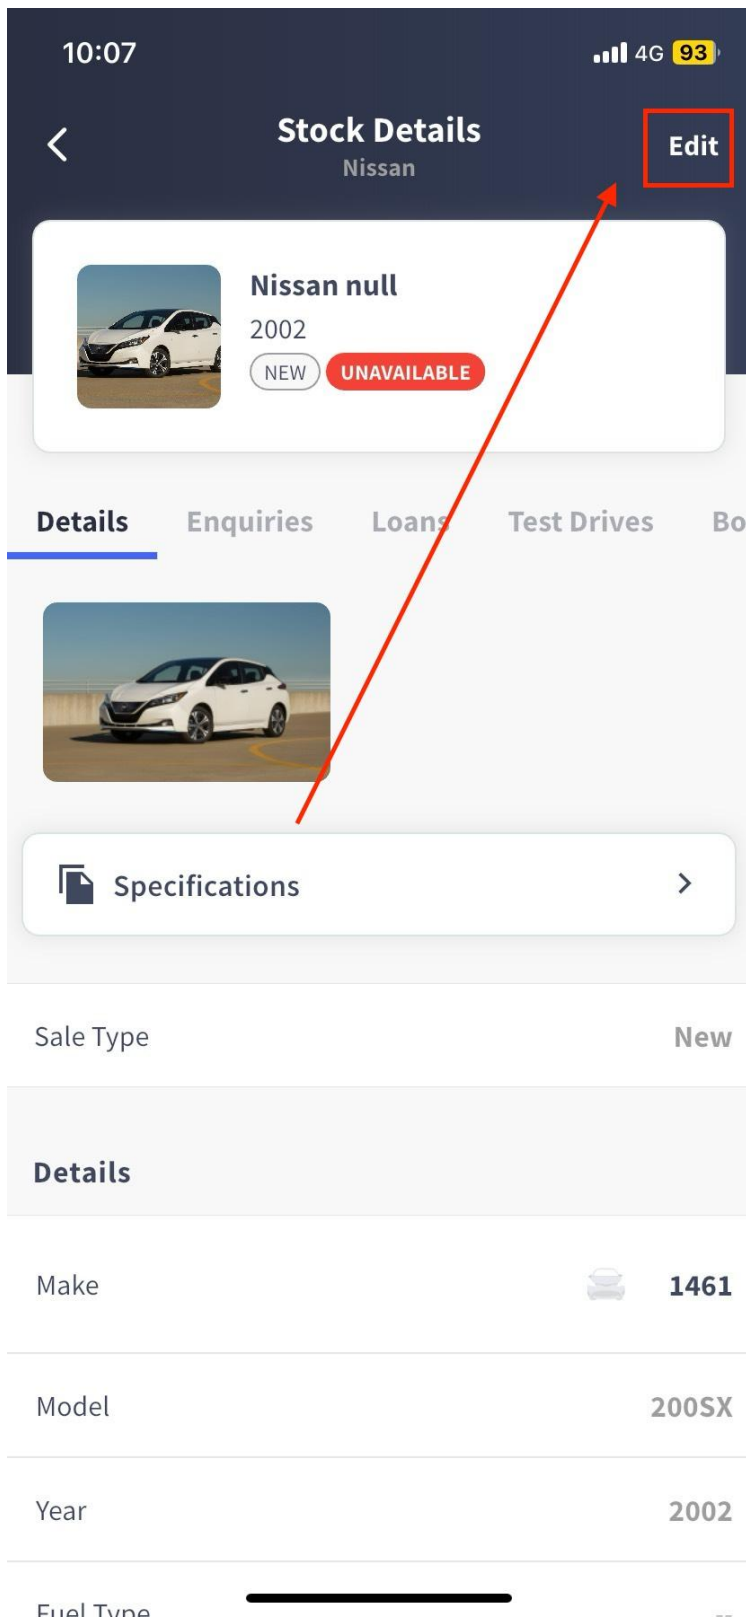 10:07
4G 93
Stock Details
Edit
Nissan
Nissan null
2002
NEW UNAVAILABLE
Details Enquiries Loans Test Drives Bo
Specifications
Sale Type New
Details
Make 1461
Model 200SX
Year 2002
Fuel Type --